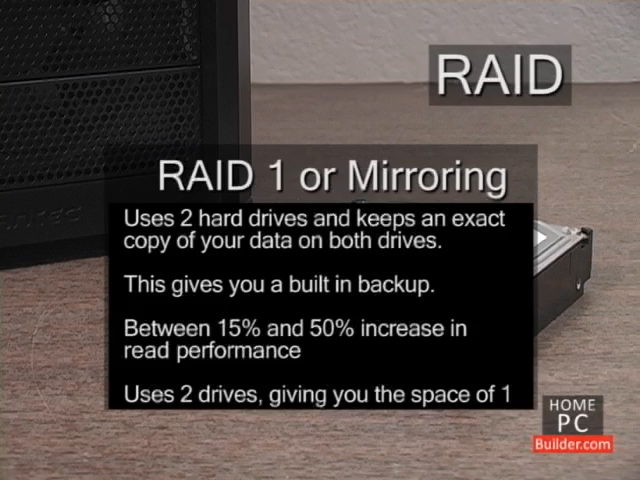 RAID
RAID 1 or Mirroring
Uses 2 hard drives and keeps an exact
copy of your data on both drives.
This gives you a built in backup.
Between 15% and 50% increase in
read performance
Uses 2 drives, giving you the space of 1
HOME
PC
Builder.com